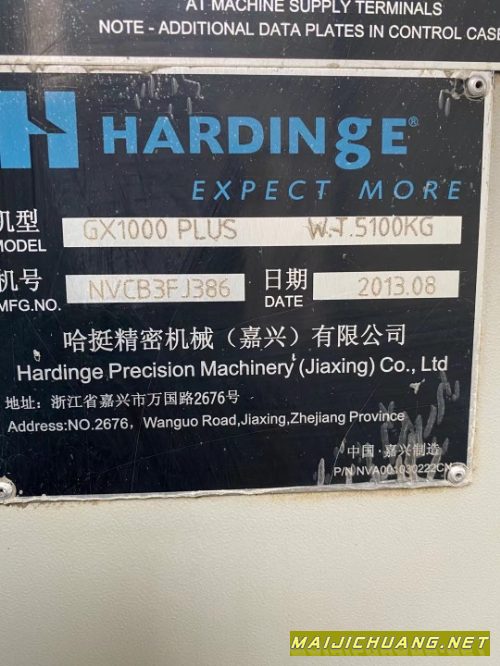 AT MACHINE SUPPLY TERMINALS
NOTE - ADDITIONAL DATA PLATES IN CONTROL CASE
HARDINGE®
EXPECT MORE
机型 GX1000 PLUS W.T.5100KG
MODEL
机号 NVCB3FJ386 日期 2013.08
MFG.NO. DATE
哈挺精密机械（嘉兴）有限公司
Hardinge Precision Machinery (Jiaxing) Co., Ltd
地址: 浙江省嘉兴市万国路2676号
Address:NO.2676, Wanguo Road,Jiaxing,Zhejiang Province
中国·嘉兴制造
P/N NVA001030222CN
MAIJICHUANG.NET